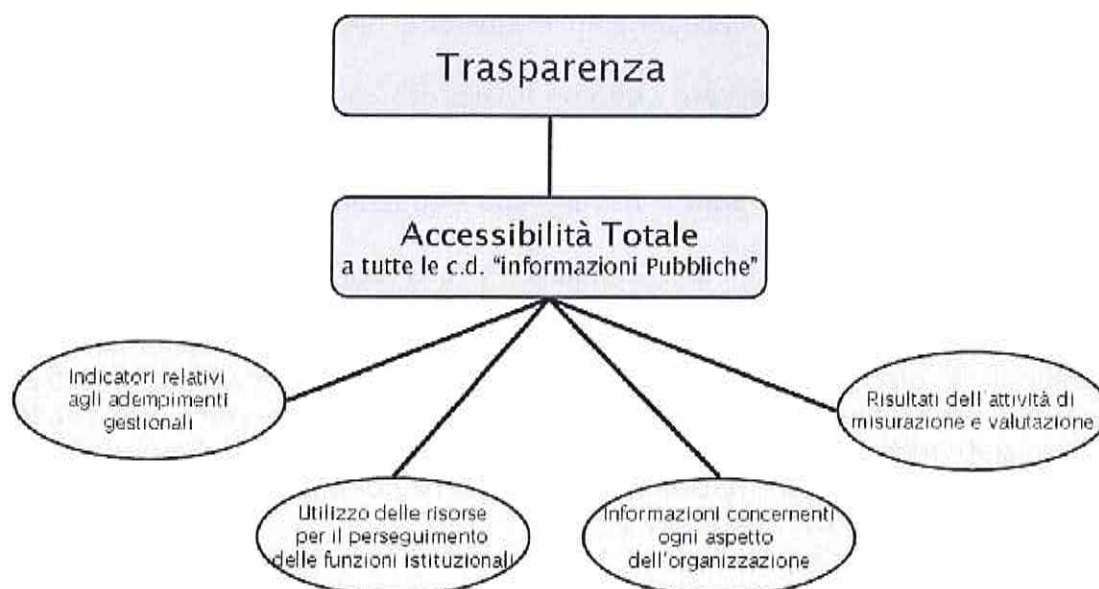 Trasparenza
Accessibilità Totale
a tutte le c.d. “informazioni Pubbliche”
Indicatori relativi
agli adempimenti
gestionali
Utilizzo delle risorse
per il perseguimento
delle funzioni istituzionali
Informazioni concernenti
ogni aspetto
dell'organizzazione
Risultati dell'attività di
misurazione e valutazione